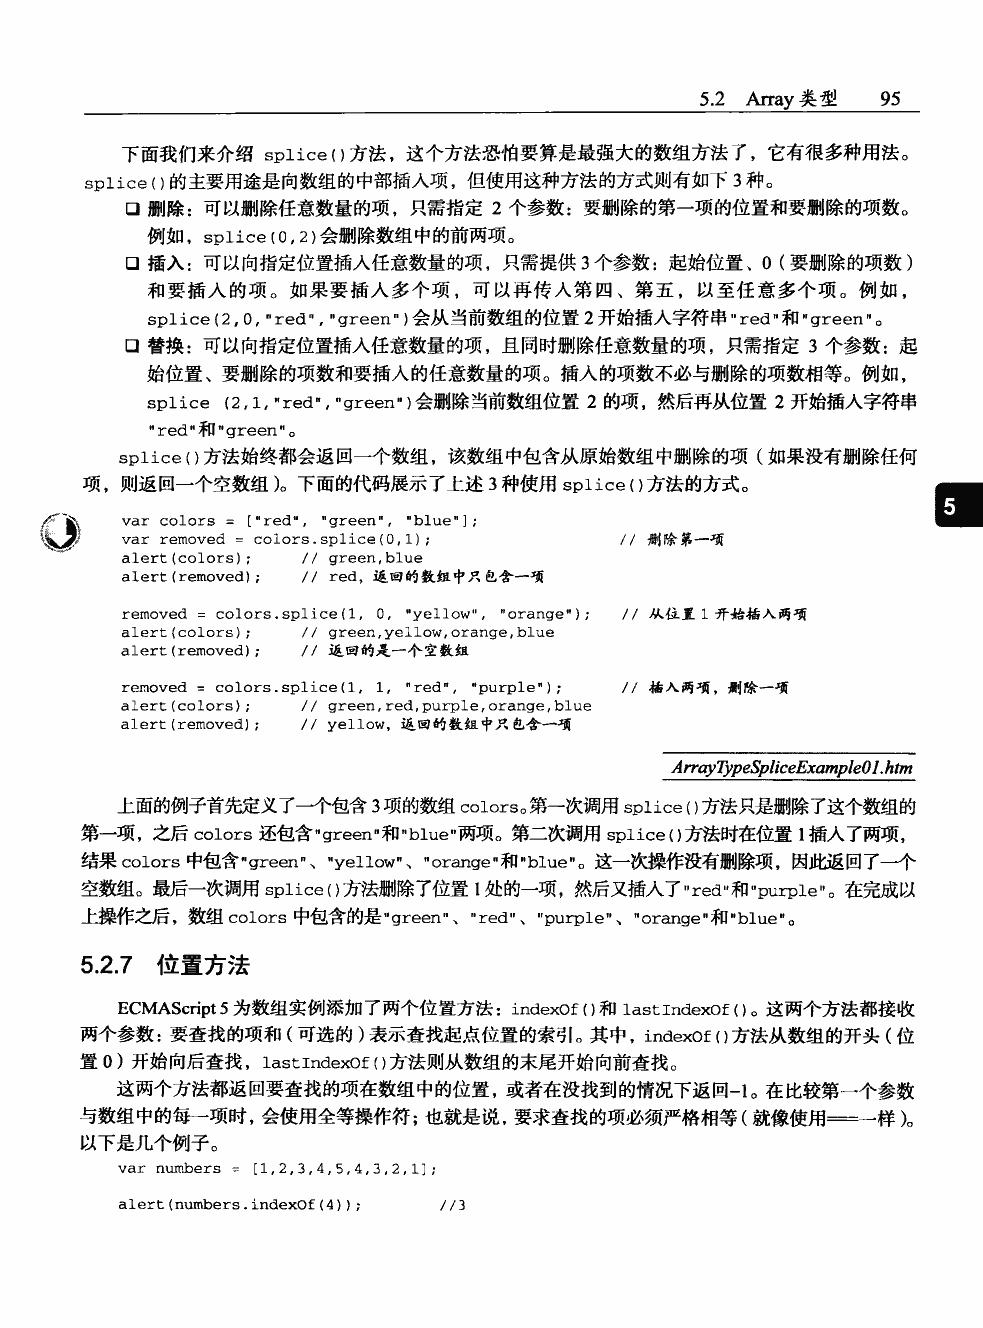 5.2 Array 类型 95
下面我们来介绍 splice()方法，这个方法恐怕要算是最强大的数组方法了，它有很多种用法。
splice()的主要用途是向数组的中部插入项，但使用这种方法的方式则有如下 3 种。
❑ 删除：可以删除任意数量的项，只需指定 2 个参数：要删除的第一项的位置和要删除的项数。
例如，splice(0,2)会删除数组中的前两项。
❑ 插入：可以向指定位置插入任意数量的项，只需提供 3 个参数：起始位置、0（要删除的项数）
和要插入的项。如果要插入多个项，可以再传入第四、第五，以至任意多个项。例如，
splice(2,0,"red","green")会从当前数组的位置 2 开始插入字符串"red"和"green"。
❑ 替换：可以向指定位置插入任意数量的项，且同时删除任意数量的项，只需指定 3 个参数：起
始位置、要删除的项数和要插入的任意数量的项。插入的项数不必与删除的项数相等。例如，
splice (2,1,"red","green")会删除当前数组位置 2 的项，然后再从位置 2 开始插入字符串
"red"和"green"。
splice()方法始终都会返回一个数组，该数组中包含从原始数组中删除的项（如果没有删除任何
项，则返回一个空数组）。下面的代码展示了上述 3 种使用 splice()方法的方式。
5
var colors = ["red", "green", "blue"];
var removed = colors.splice(0,1); // 删除第一项
alert(colors); // green,blue
alert(removed); // red，返回的数组中只包含一项
removed = colors.splice(1, 0, "yellow", "orange"); // 从位置 1 开始插入两项
alert(colors); // green,yellow,orange,blue
alert(removed); // 返回的是一个空数组
removed = colors.splice(1, 1, "red", "purple"); // 插入两项，删除一项
alert(colors); // green,red,purple,orange,blue
alert(removed); // yellow，返回的数组中只包含一项
ArrayTypeSpliceExample01.htm
上面的例子首先定义了一个包含 3 项的数组 colors。第一次调用 splice()方法只是删除了这个数组的
第一项，之后 colors 还包含"green"和"blue"两项。第二次调用 splice()方法时在位置 1 插入了两项，
结果 colors 中包含"green"、"yellow"、"orange"和"blue"。这一次操作没有删除项，因此返回了一个
空数组。最后一次调用 splice()方法删除了位置 1 处的一项，然后又插入了"red"和"purple"。在完成以
上操作之后，数组 colors 中包含的是"green"、"red"、"purple"、"orange"和"blue"。
5.2.7 位置方法
ECMAScript 5 为数组实例添加了两个位置方法：indexOf()和 lastIndexOf()。这两个方法都接收
两个参数：要查找的项和（可选的）表示查找起点位置的索引。其中，indexOf()方法从数组的开头（位
置 0）开始向后查找，lastIndexOf()方法则从数组的末尾开始向前查找。
这两个方法都返回要查找的项在数组中的位置，或者在没找到的情况下返回-1。在比较第一个参数
与数组中的每一项时，会使用全等操作符；也就是说，要求查找的项必须严格相等（就像使用===一样）。
以下是几个例子。
var numbers = [1,2,3,4,5,4,3,2,1];
alert(numbers.indexOf(4)); //3